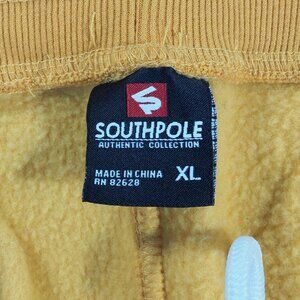 SOUTHPOLE
AUTHENTIC COLLECTION
MADE IN CHINA XL
RN 82628